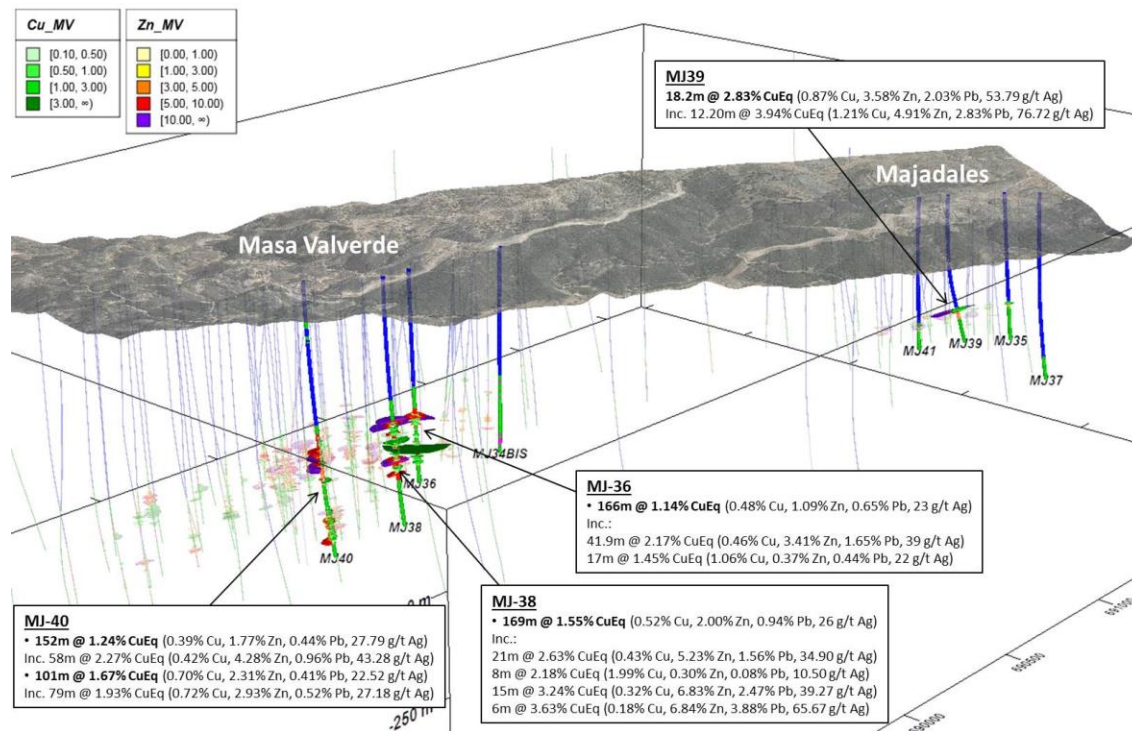 Cu_MV
[0.10, 0.50)
[0.50, 1.00)
[1.00, 3.00)
[3.00, ∞)
Zn_MV
[0.00, 1.00)
[1.00, 3.00)
[3.00, 5.00)
[5.00, 10.00)
[10.00, ∞)
MJ39
18.2m @ 2.83% CuEq (0.87% Cu, 3.58% Zn, 2.03% Pb, 53.79 g/t Ag)
Inc. 12.20m @ 3.94% CuEq (1.21% Cu, 4.91% Zn, 2.83% Pb, 76.72 g/t Ag)
Majadales
Masa Valverde
MJ41
MJ39
MJ35
MJ37
MJ34BIS
MJ36
MJ38
MJ40
MJ-36
• 166m @ 1.14% CuEq (0.48% Cu, 1.09% Zn, 0.65% Pb, 23 g/t Ag)
Inc.:
41.9m @ 2.17% CuEq (0.46% Cu, 3.41% Zn, 1.65% Pb, 39 g/t Ag)
17m @ 1.45% CuEq (1.06% Cu, 0.37% Zn, 0.44% Pb, 22 g/t Ag)
MJ-38
• 169m @ 1.55% CuEq (0.52% Cu, 2.00% Zn, 0.94% Pb, 26 g/t Ag)
Inc.:
21m @ 2.63% CuEq (0.43% Cu, 5.23% Zn, 1.56% Pb, 34.90 g/t Ag)
8m @ 2.18% CuEq (1.99% Cu, 0.30% Zn, 0.08% Pb, 10.50 g/t Ag)
15m @ 3.24% CuEq (0.32% Cu, 6.83% Zn, 2.47% Pb, 39.27 g/t Ag)
6m @ 3.63% CuEq (0.18% Cu, 6.84% Zn, 3.88% Pb, 65.67 g/t Ag)
MJ-40
• 152m @ 1.24% CuEq (0.39% Cu, 1.77% Zn, 0.44% Pb, 27.79 g/t Ag)
Inc. 58m @ 2.27% CuEq (0.42% Cu, 4.28% Zn, 0.96% Pb, 43.28 g/t Ag)
• 101m @ 1.67% CuEq (0.70% Cu, 2.31% Zn, 0.41% Pb, 22.52 g/t Ag)
Inc. 79m @ 1.93% CuEq (0.72% Cu, 2.93% Zn, 0.52% Pb, 27.18 g/t Ag)
-250 m
691000
690500